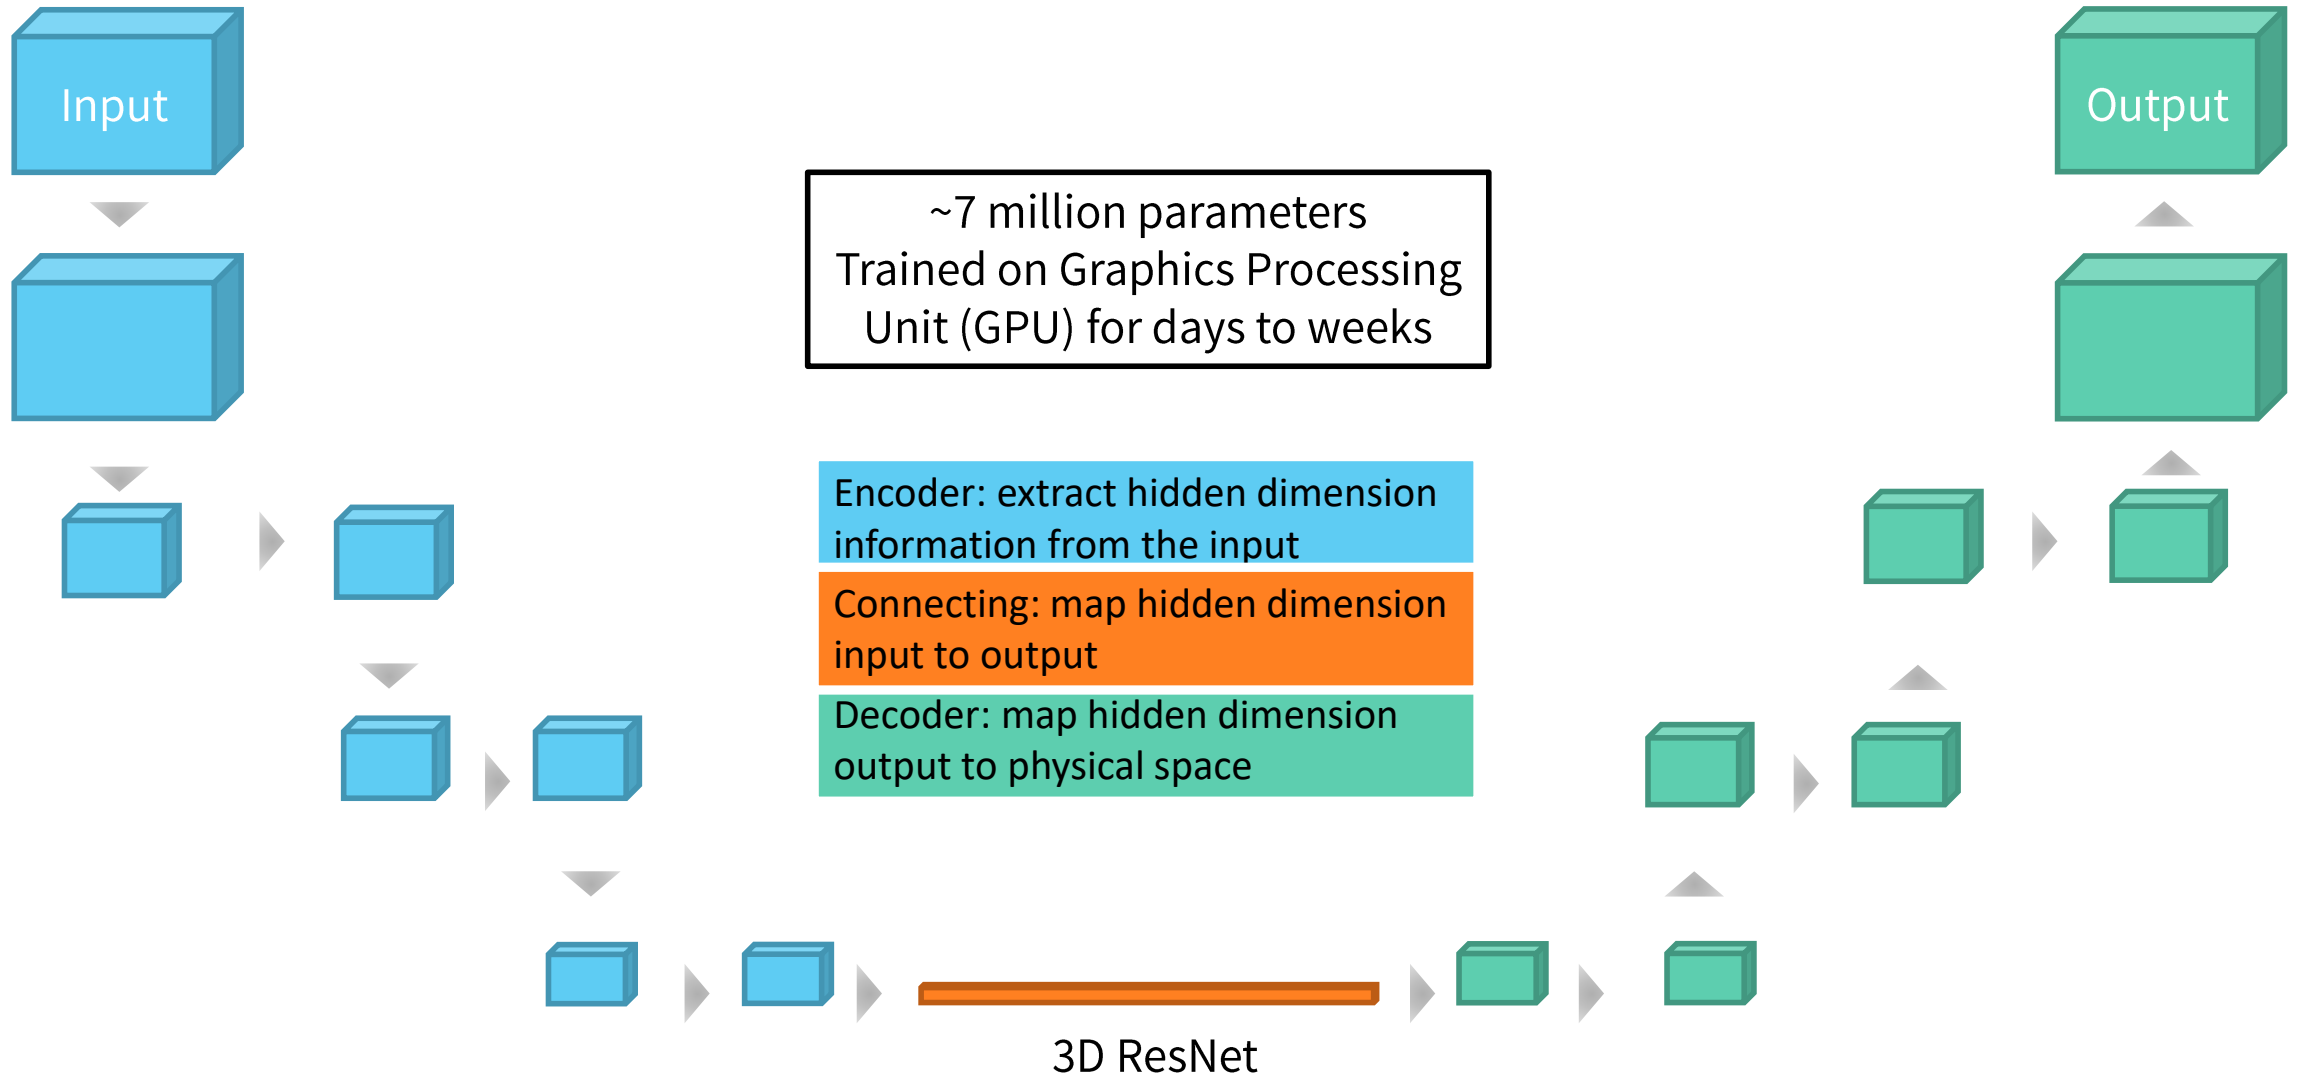 Input
Output
~7 million parameters
Trained on Graphics Processing
Unit (GPU) for days to weeks
Encoder: extract hidden dimension
information from the input
Connecting: map hidden dimension
input to output
Decoder: map hidden dimension
output to physical space
3D ResNet